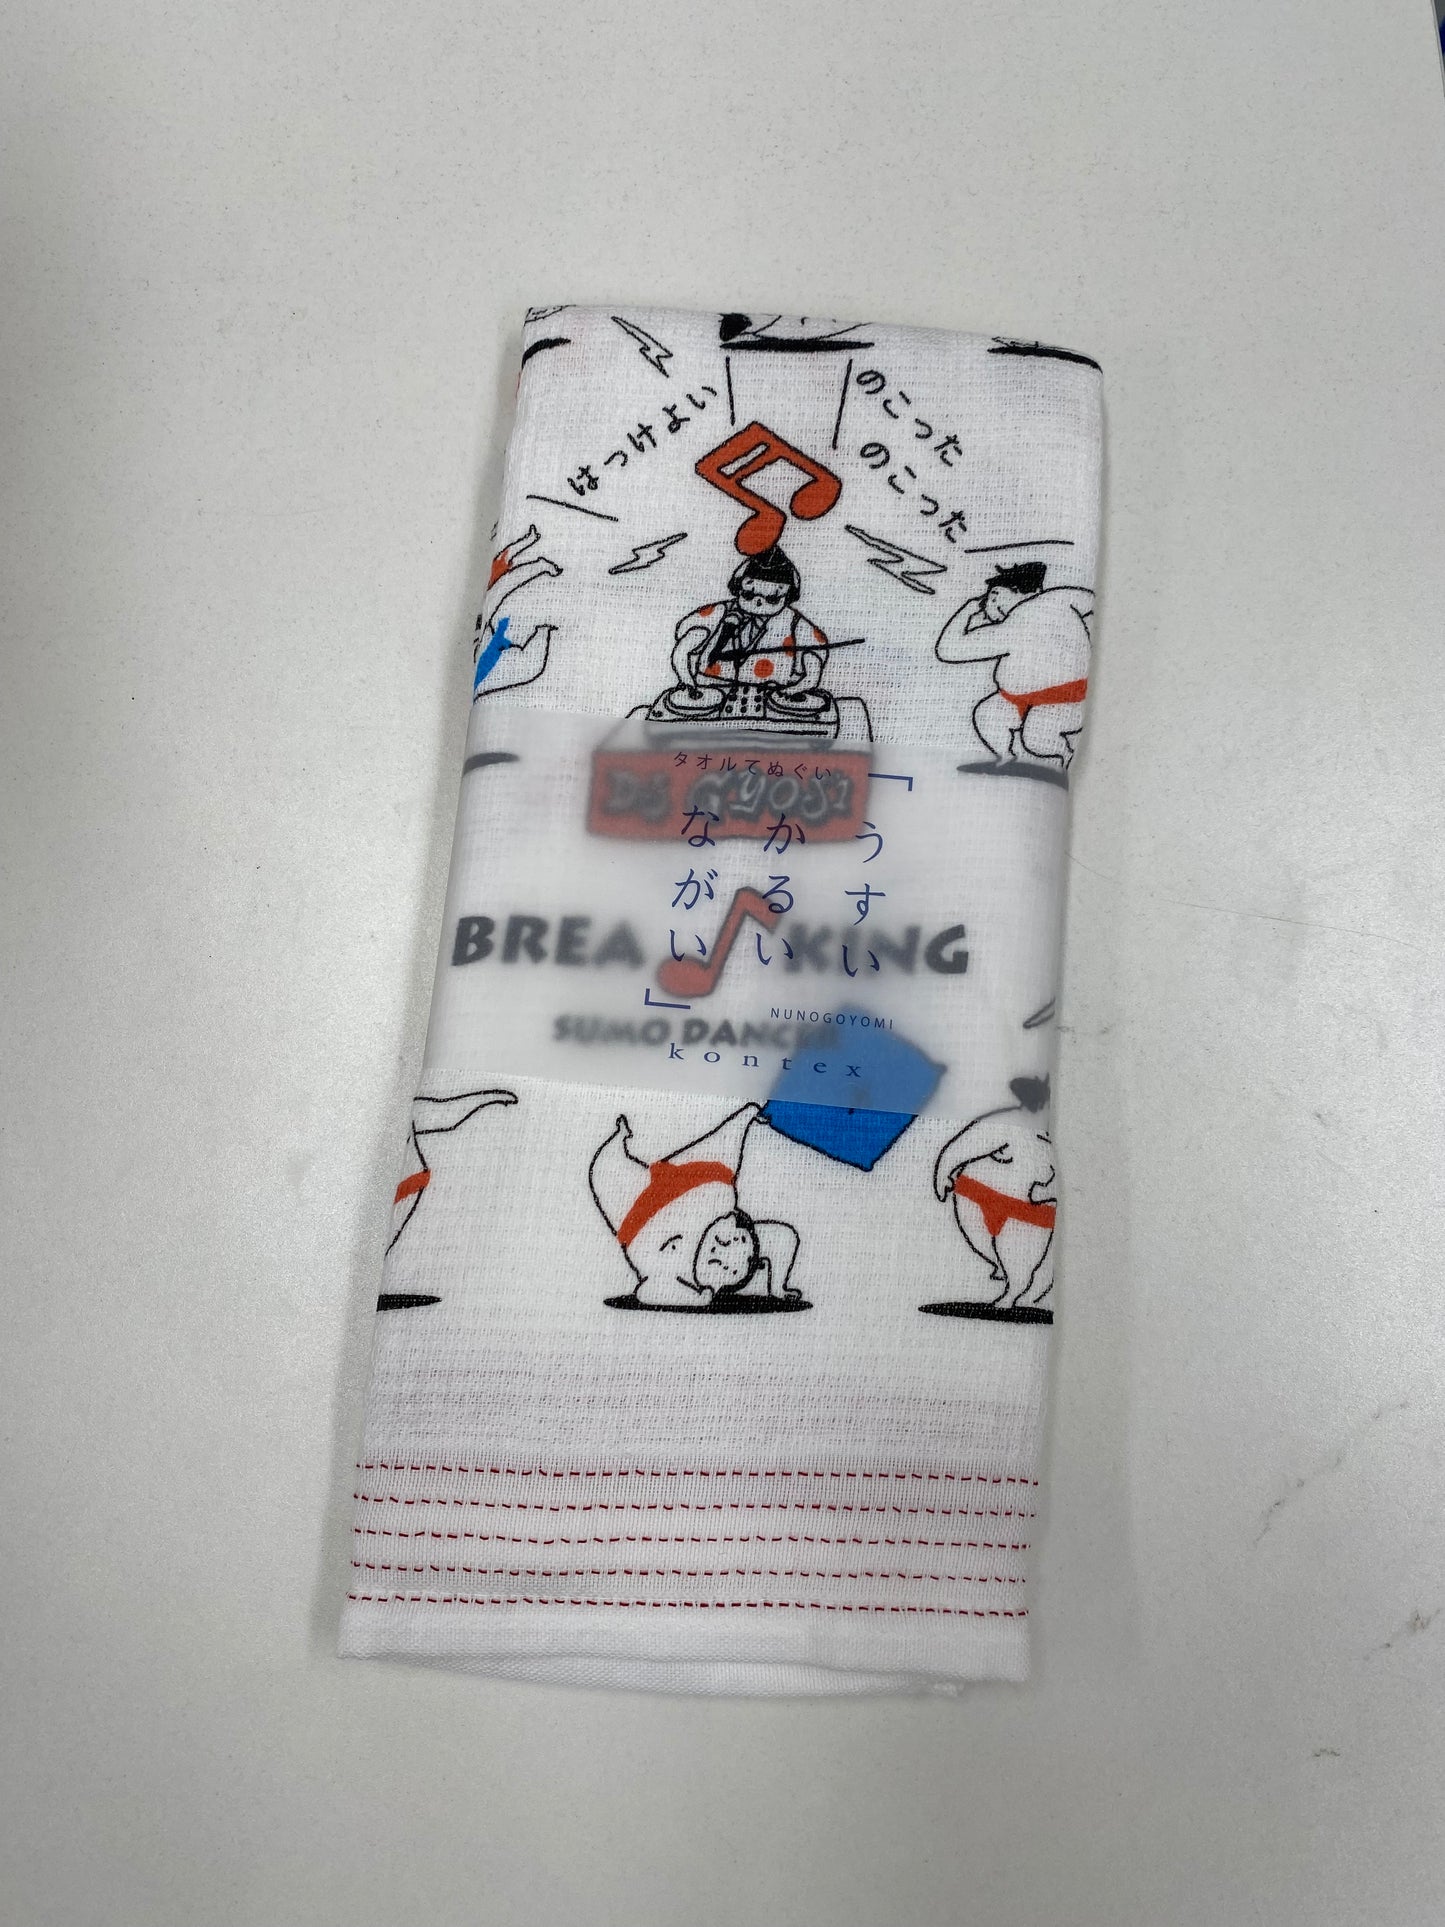 はっけよい
のこった
のこった
タオルてぬぐい
DJ GYOJI
「うすい
かるい
ながい」
BREAKING
SUMO DANCER
NUNOGOYOMI
kontex